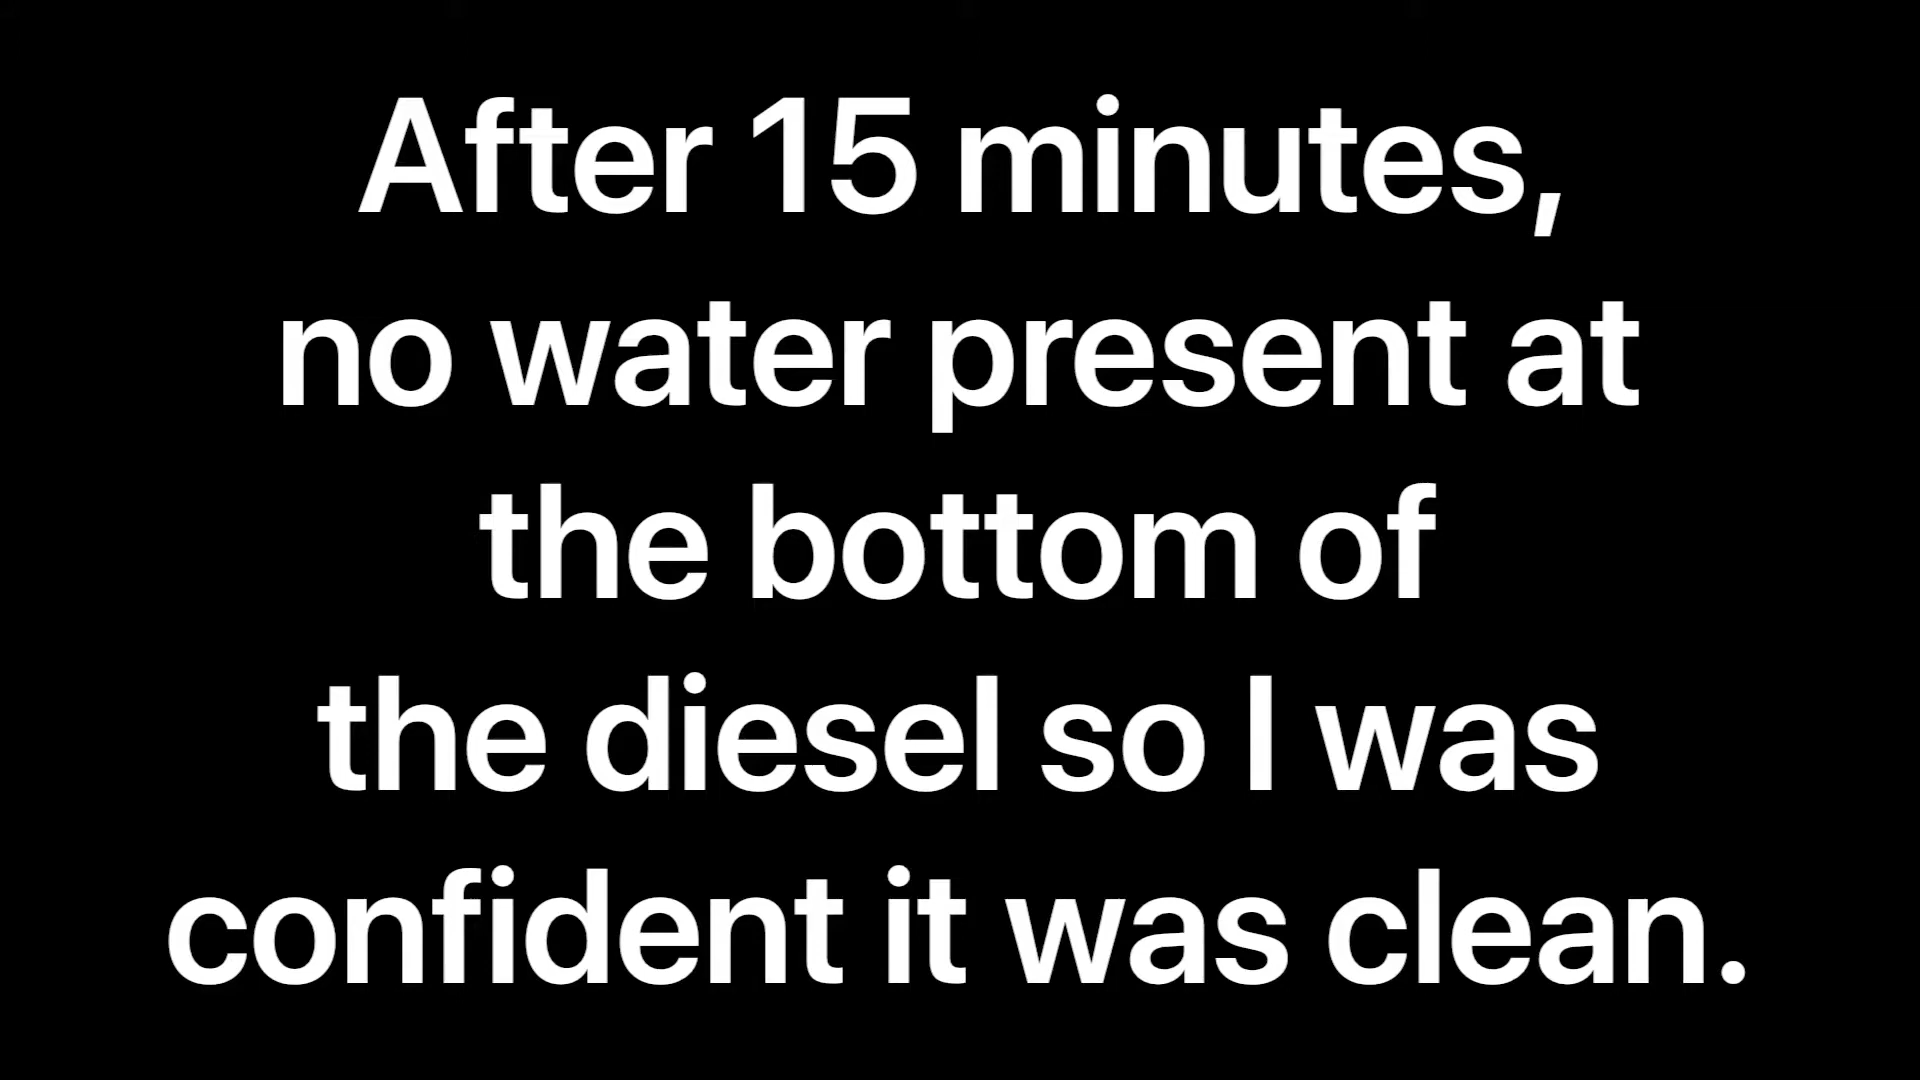 After 15 minutes,
no water present at
the bottom of
the diesel so I was
confident it was clean.